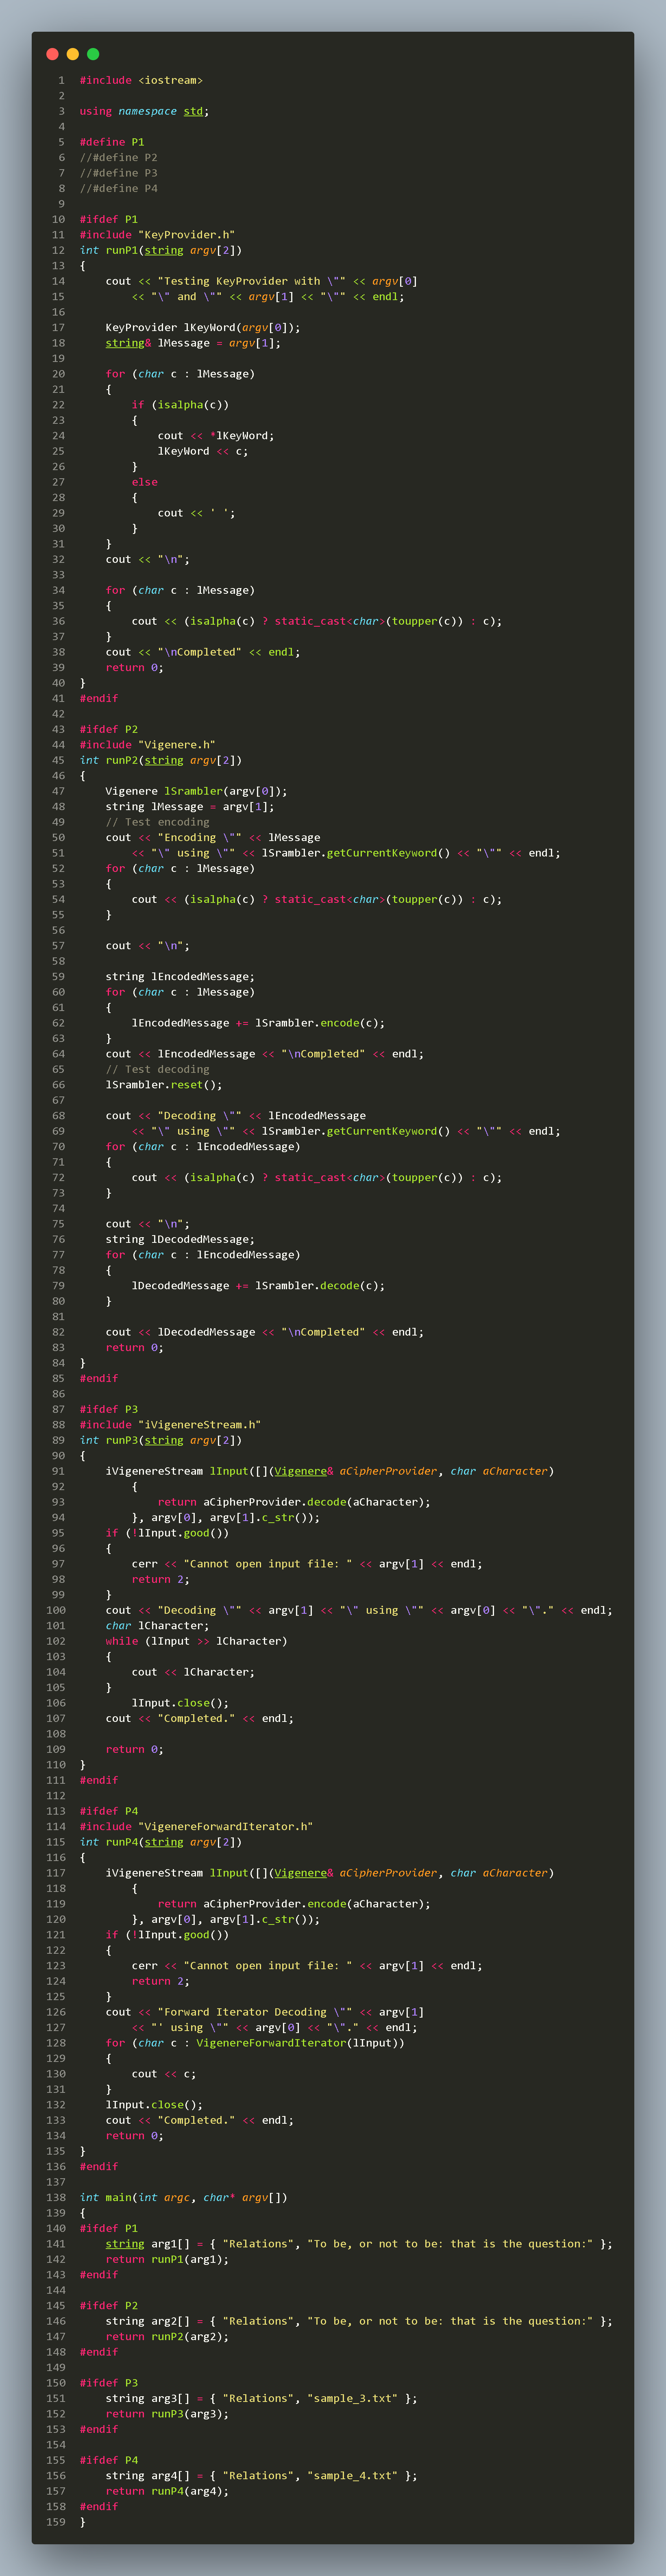 1 #include <iostream>
2
3 using namespace std;
4
5 #define P1
6 //#define P2
7 //#define P3
8 //#define P4
9
10 #ifdef P1
11 #include "KeyProvider.h"
12 int runP1(string argv[2])
13 {
14     cout << "Testing KeyProvider with \"" << argv[0]
15         << "\" and \"" << argv[1] << "\"" << endl;
16
17     KeyProvider lKeyWord(argv[0]);
18     string& lMessage = argv[1];
19
20     for (char c : lMessage)
21     {
22         if (isalpha(c))
23         {
24             cout << *lKeyWord;
25             lKeyWord << c;
26         }
27         else
28         {
29             cout << ' ';
30         }
31     }
32     cout << "\n";
33
34     for (char c : lMessage)
35     {
36         cout << (isalpha(c) ? static_cast<char>(toupper(c)) : c);
37     }
38     cout << "\nCompleted" << endl;
39     return 0;
40 }
41 #endif
42
43 #ifdef P2
44 #include "Vigenere.h"
45 int runP2(string argv[2])
46 {
47     Vigenere lSrambler(argv[0]);
48     string lMessage = argv[1];
49     // Test encoding
50     cout << "Encoding \"" << lMessage
51         << "\" using \"" << lSrambler.getCurrentKeyword() << "\"" << endl;
52     for (char c : lMessage)
53     {
54         cout << (isalpha(c) ? static_cast<char>(toupper(c)) : c);
55     }
56
57     cout << "\n";
58
59     string lEncodedMessage;
60     for (char c : lMessage)
61     {
62         lEncodedMessage += lSrambler.encode(c);
63     }
64     cout << lEncodedMessage << "\nCompleted" << endl;
65     // Test decoding
66     lSrambler.reset();
67
68     cout << "Decoding \"" << lEncodedMessage
69         << "\" using \"" << lSrambler.getCurrentKeyword() << "\"" << endl;
70     for (char c : lEncodedMessage)
71     {
72         cout << (isalpha(c) ? static_cast<char>(toupper(c)) : c);
73     }
74
75     cout << "\n";
76     string lDecodedMessage;
77     for (char c : lEncodedMessage)
78     {
79         lDecodedMessage += lSrambler.decode(c);
80     }
81
82     cout << lDecodedMessage << "\nCompleted" << endl;
83     return 0;
84 }
85 #endif
86
87 #ifdef P3
88 #include "iVigenereStream.h"
89 int runP3(string argv[2])
90 {
91     iVigenereStream lInput([](Vigenere& aCipherProvider, char aCharacter)
92         {
93             return aCipherProvider.decode(aCharacter);
94         }, argv[0], argv[1].c_str());
95     if (!lInput.good())
96     {
97         cerr << "Cannot open input file: " << argv[1] << endl;
98         return 2;
99     }
100     cout << "Decoding \"" << argv[1] << "\" using \"" << argv[0] << "\"." << endl;
101     char lCharacter;
102     while (lInput >> lCharacter)
103     {
104         cout << lCharacter;
105     }
106         lInput.close();
107     cout << "Completed." << endl;
108
109     return 0;
110 }
111 #endif
112
113 #ifdef P4
114 #include "VigenereForwardIterator.h"
115 int runP4(string argv[2])
116 {
117     iVigenereStream lInput([](Vigenere& aCipherProvider, char aCharacter)
118         {
119             return aCipherProvider.encode(aCharacter);
120         }, argv[0], argv[1].c_str());
121     if (!lInput.good())
122     {
123         cerr << "Cannot open input file: " << argv[1] << endl;
124         return 2;
125     }
126     cout << "Forward Iterator Decoding \"" << argv[1]
127         << "' using \"" << argv[0] << "\"." << endl;
128     for (char c : VigenereForwardIterator(lInput))
129     {
130         cout << c;
131     }
132     lInput.close();
133     cout << "Completed." << endl;
134     return 0;
135 }
136 #endif
137
138 int main(int argc, char* argv[])
139 {
140 #ifdef P1
141     string arg1[] = { "Relations", "To be, or not to be: that is the question:" };
142     return runP1(arg1);
143 #endif
144
145 #ifdef P2
146     string arg2[] = { "Relations", "To be, or not to be: that is the question:" };
147     return runP2(arg2);
148 #endif
149
150 #ifdef P3
151     string arg3[] = { "Relations", "sample_3.txt" };
152     return runP3(arg3);
153 #endif
154
155 #ifdef P4
156     string arg4[] = { "Relations", "sample_4.txt" };
157     return runP4(arg4);
158 #endif
159 }